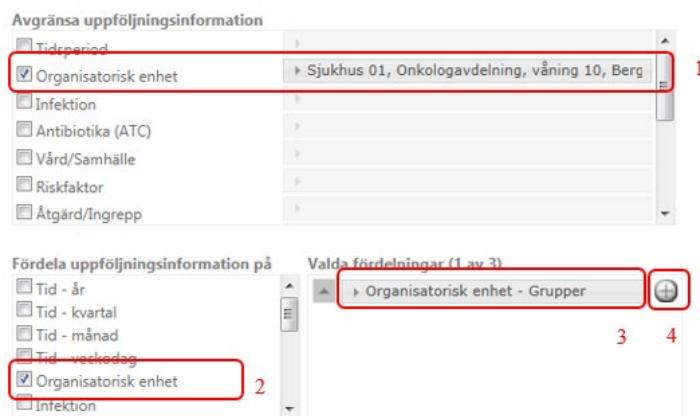 Avgränsa uppföljningsinformation
Tidsperiod
Organisatorisk enhet Sjukhus 01, Onkologavdelning, våning 10, Berg 1
Infektion
Antibiotika (ATC)
Vård/Samhälle
Riskfaktor
Åtgärd/Ingrepp
Fördela uppföljningsinformation på Valda fördelningar (1 av 3)
Tid - år Organisatorisk enhet - Grupper
Tid - kvartal
Tid - månad 3 4
Tid - veckodag
Organisatorisk enhet 2
Infektion